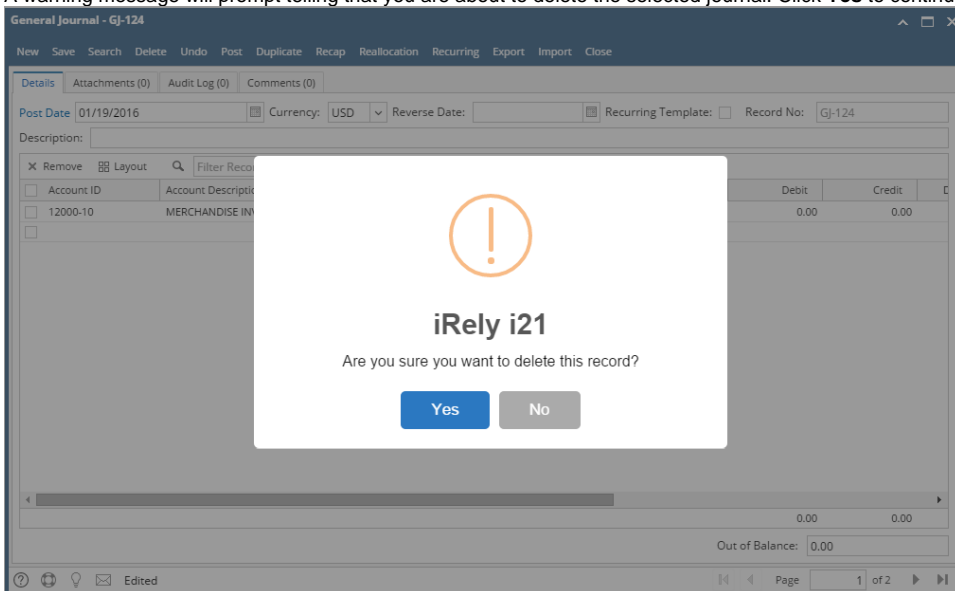 A warning message will prompt telling that you are about to delete the selected journal. Click Yes to continue
General Journal - GJ-124
New Save Search Delete Undo Post Duplicate Recap Reallocation Recurring Export Import Close
Details Attachments (0) Audit Log (0) Comments (0)
Post Date 01/19/2016 Currency: USD Reverse Date: Recurring Template: Record No: GJ-124
Description:
Remove Layout Filter Reco
Account ID Account Descriptio Debit Credit
12000-10 MERCHANDISE IN 0.00 0.00
iRely i21
Are you sure you want to delete this record?
Yes No
0.00 0.00
Out of Balance: 0.00
Edited Page 1 of 2